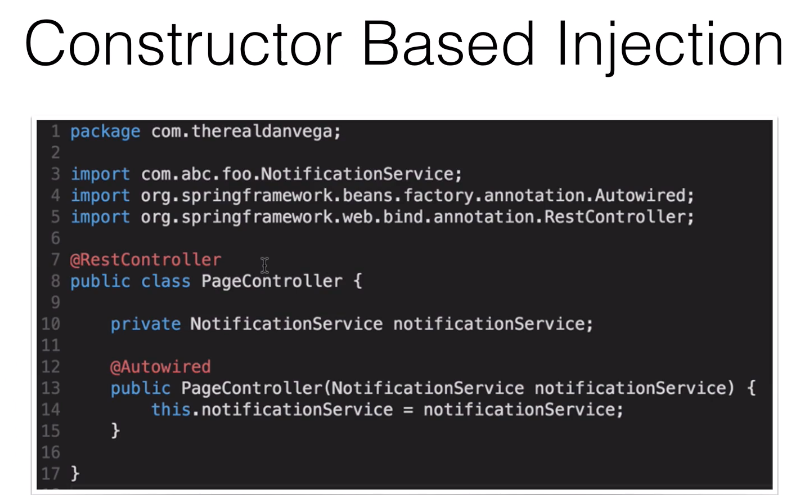 Constructor Based Injection
1 package com.therealdanvega;
2
3 import com.abc.foo.NotificationService;
4 import org.springframework.beans.factory.annotation.Autowired;
5 import org.springframework.web.bind.annotation.RestController;
6
7 @RestController
8 public class PageController {
9
10     private NotificationService notificationService;
11
12     @Autowired
13     public PageController(NotificationService notificationService) {
14         this.notificationService = notificationService;
15     }
16
17 }